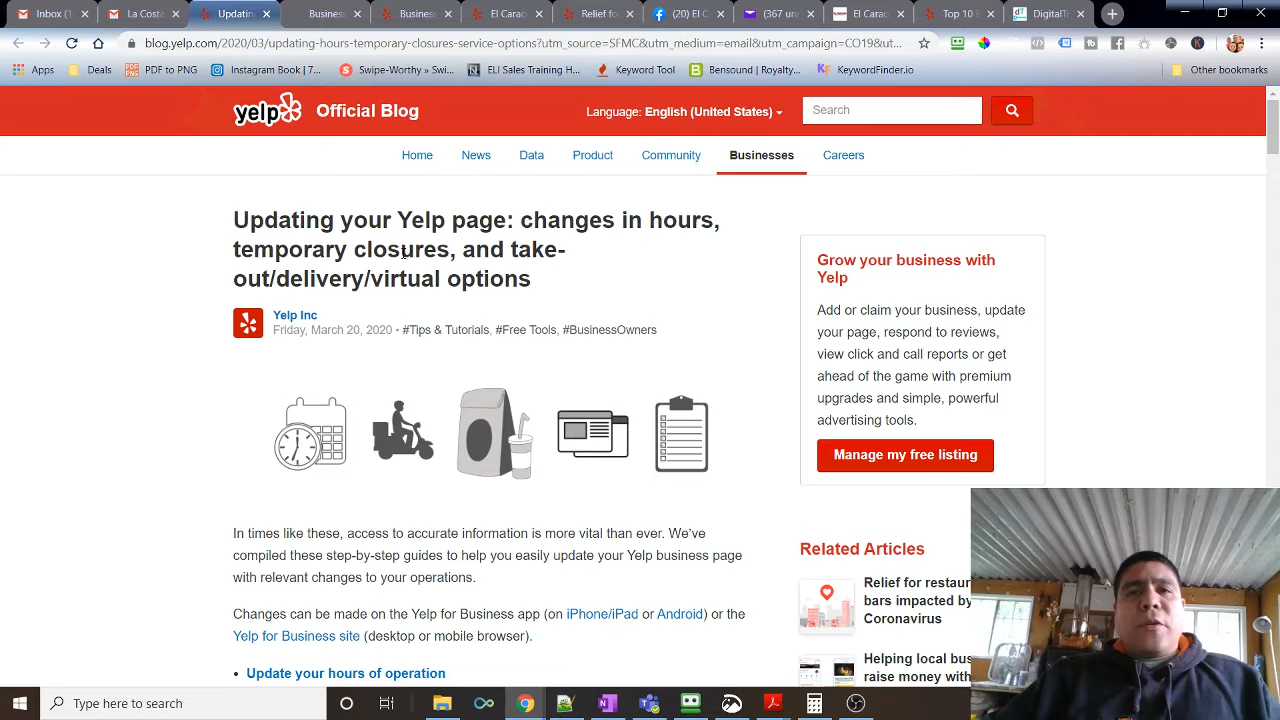 Inbox (1
La Costa
Updatin
Business
Business
El Carac
Relief fo
(20) El C
(367 unr
El Carac
Top 10 E
DigitalTr
blog.yelp.com/2020/03/updating-hours-temporary-closures-service-options?utm_source=SFMC&utm_medium=email&utm_campaign=CO19&ut...
Apps
Deals
PDF to PNG
Instagram Book | 7...
Swipe-Worthy » Swi...
ELI Sales Training H...
Keyword Tool
Bensound | Royalty...
KeywordFinder.io
Other bookmarks
yelp
Official Blog
Language: English (United States)
Search
Home
News
Data
Product
Community
Businesses
Careers
Updating your Yelp page: changes in hours,
temporary closures, and take-
out/delivery/virtual options
Yelp Inc
Friday, March 20, 2020 • #Tips & Tutorials, #Free Tools, #BusinessOwners
In times like these, access to accurate information is more vital than ever. We’ve
compiled these step-by-step guides to help you easily update your Yelp business page
with relevant changes to your operations.
Changes can be made on the Yelp for Business app (on iPhone/iPad or Android) or the
Yelp for Business site (desktop or mobile browser).
• Update your hours of operation
Grow your business with
Yelp
Add or claim your business, update
your page, respond to reviews,
view click and call reports or get
ahead of the game with premium
upgrades and simple, powerful
advertising tools.
Manage my free listing
Related Articles
Relief for restaur
bars impacted by
Coronavirus
Helping local bus
raise money with
Type here to search